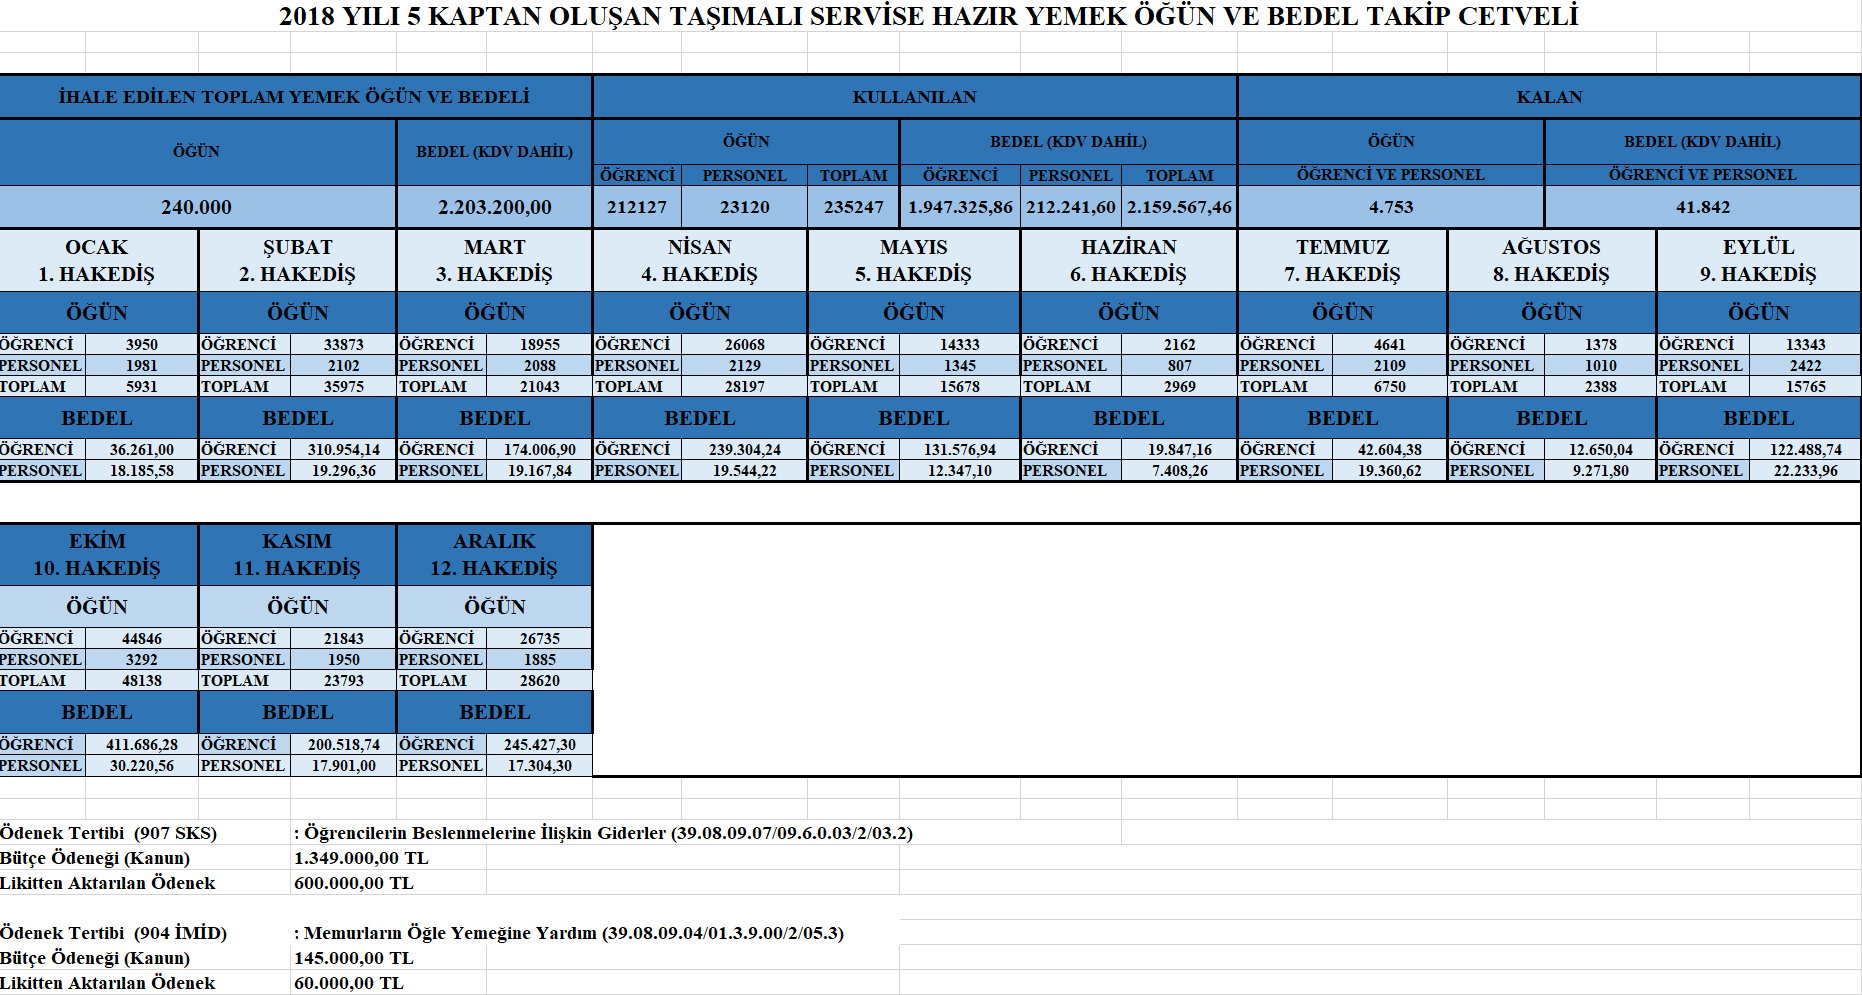 2018 YILI 5 KAPTAN OLUŞAN TAŞIMALI SERVİSE HAZIR YEMEK ÖĞÜN VE BEDEL TAKİP CETVELİ
İHALE EDİLEN TOPLAM YEMEK ÖĞÜN VE BEDELİ KULLANILAN KALAN
ÖĞÜN BEDEL (KDV DAHİL) ÖĞÜN BEDEL (KDV DAHİL) ÖĞÜN BEDEL (KDV DAHİL)
ÖĞRENCİ PERSONEL TOPLAM ÖĞRENCİ PERSONEL TOPLAM ÖĞRENCİ VE PERSONEL ÖĞRENCİ VE PERSONEL
240.000 2.203.200,00 212127 23120 235247 1.947.325,86 212.241,60 2.159.567,46 4.753 41.842
OCAK ŞUBAT MART NİSAN MAYIS HAZİRAN TEMMUZ AĞUSTOS EYLÜL
1. HAKEDİŞ 2. HAKEDİŞ 3. HAKEDİŞ 4. HAKEDİŞ 5. HAKEDİŞ 6. HAKEDİŞ 7. HAKEDİŞ 8. HAKEDİŞ 9. HAKEDİŞ
ÖĞÜN ÖĞÜN ÖĞÜN ÖĞÜN ÖĞÜN ÖĞÜN ÖĞÜN ÖĞÜN ÖĞÜN
ÖĞRENCİ 3950 ÖĞRENCİ 33873 ÖĞRENCİ 18955 ÖĞRENCİ 26068 ÖĞRENCİ 14333 ÖĞRENCİ 2162 ÖĞRENCİ 4641 ÖĞRENCİ 1378 ÖĞRENCİ 13343
PERSONEL 1981 PERSONEL 2102 PERSONEL 2088 PERSONEL 2129 PERSONEL 1345 PERSONEL 807 PERSONEL 2109 PERSONEL 1010 PERSONEL 2422
TOPLAM 5931 TOPLAM 35975 TOPLAM 21043 TOPLAM 28197 TOPLAM 15678 TOPLAM 2969 TOPLAM 6750 TOPLAM 2388 TOPLAM 15765
BEDEL BEDEL BEDEL BEDEL BEDEL BEDEL BEDEL BEDEL BEDEL
ÖĞRENCİ 36.261,00 ÖĞRENCİ 310.954,14 ÖĞRENCİ 174.006,90 ÖĞRENCİ 239.304,24 ÖĞRENCİ 131.576,94 ÖĞRENCİ 19.847,16 ÖĞRENCİ 42.604,38 ÖĞRENCİ 12.650,04 ÖĞRENCİ 122.488,74
PERSONEL 18.185,58 PERSONEL 19.296,36 PERSONEL 19.167,84 PERSONEL 19.544,22 PERSONEL 12.347,10 PERSONEL 7.408,26 PERSONEL 19.360,62 PERSONEL 9.271,80 PERSONEL 22.233,96
EKİM KASIM ARALIK
10. HAKEDİŞ 11. HAKEDİŞ 12. HAKEDİŞ
ÖĞÜN ÖĞÜN ÖĞÜN
ÖĞRENCİ 44846 ÖĞRENCİ 21843 ÖĞRENCİ 26735
PERSONEL 3292 PERSONEL 1950 PERSONEL 1885
TOPLAM 48138 TOPLAM 23793 TOPLAM 28620
BEDEL BEDEL BEDEL
ÖĞRENCİ 411.686,28 ÖĞRENCİ 200.518,74 ÖĞRENCİ 245.427,30
PERSONEL 30.220,56 PERSONEL 17.901,00 PERSONEL 17.304,30
Ödenek Tertibi (907 SKS) : Öğrencilerin Beslenmelerine İlişkin Giderler (39.08.09.07/09.6.0.03/2/03.2)
Bütçe Ödeneği (Kanun) 1.349.000,00 TL
Likitten Aktarılan Ödenek 600.000,00 TL
Ödenek Tertibi (904 İMİD) : Memurların Öğle Yemeğine Yardım (39.08.09.04/01.3.9.00/2/05.3)
Bütçe Ödeneği (Kanun) 145.000,00 TL
Likitten Aktarılan Ödenek 60.000,00 TL